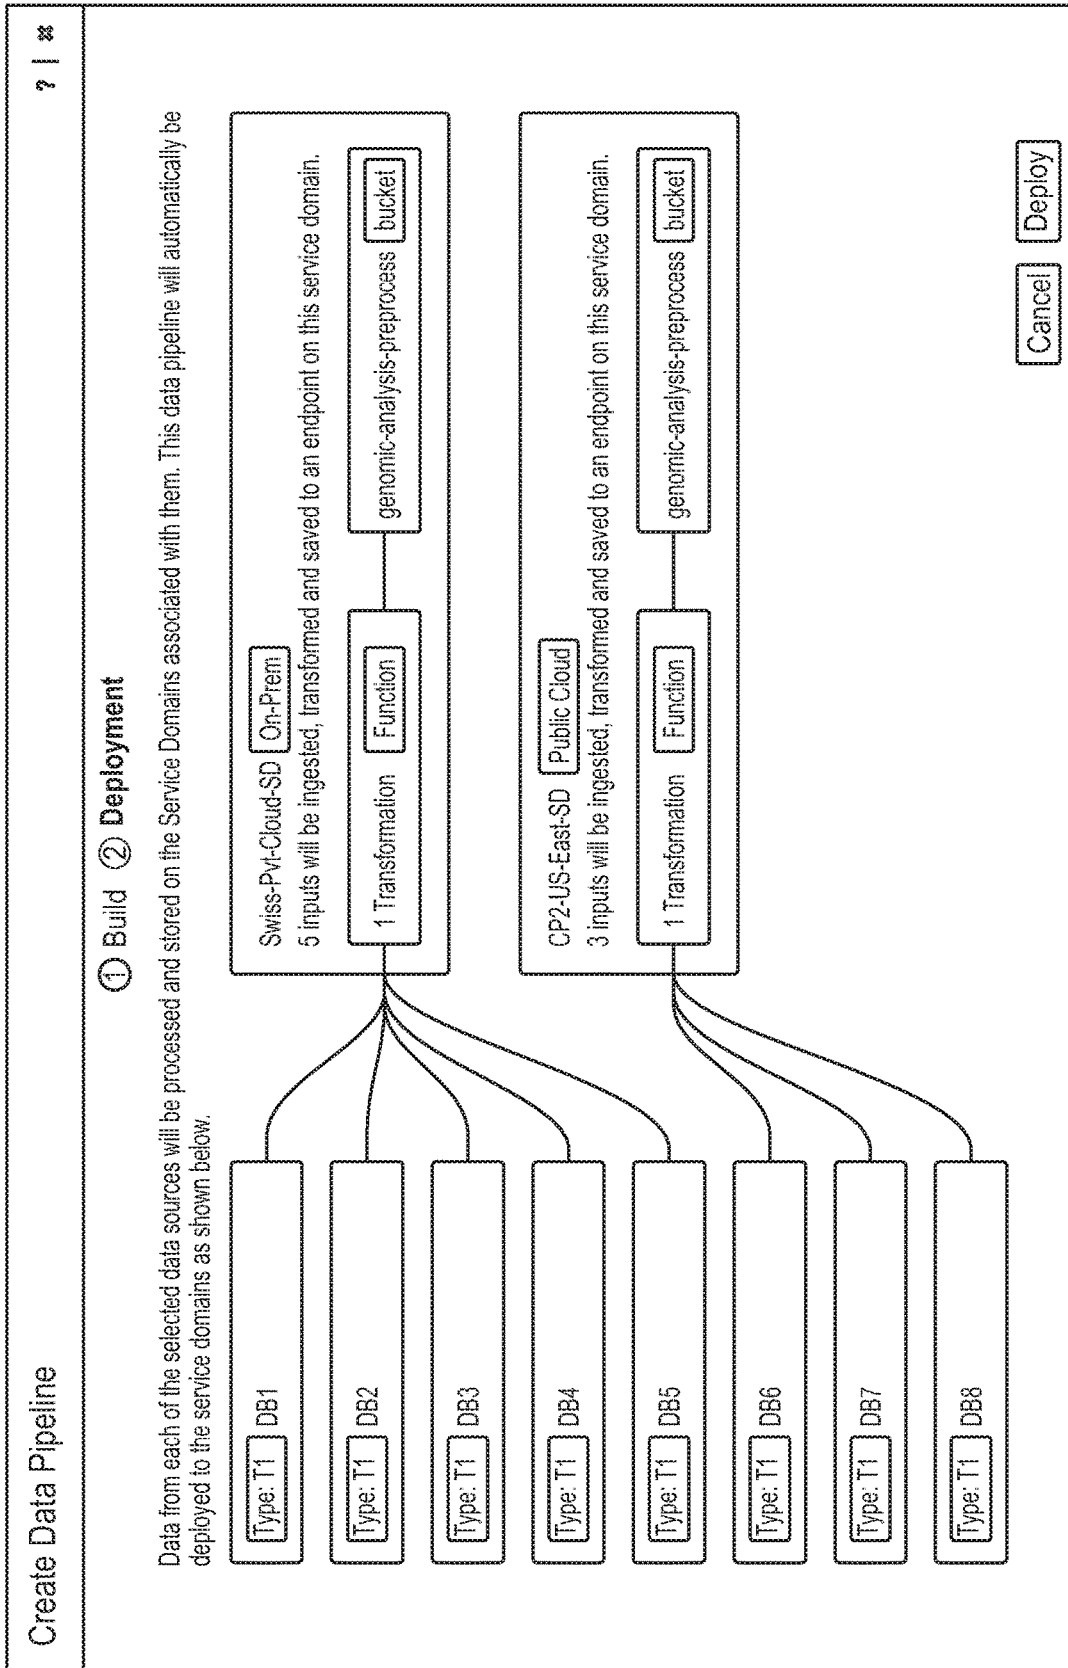 Create Data Pipeline
? | ✖
① Build ② Deployment
Data from each of the selected data sources will be processed and stored on the Service Domains associated with them. This data pipeline will automatically be
deployed to the service domains as shown below.
Type: T1 DB1
Type: T1 DB2
Type: T1 DB3
Type: T1 DB4
Type: T1 DB5
Type: T1 DB6
Type: T1 DB7
Type: T1 DB8
Swiss-Pvt-Cloud-SD On-Prem
5 inputs will be ingested, transformed and saved to an endpoint on this service domain.
1 Transformation Function
genomic-analysis-preprocess bucket
CP2-US-East-SD Public Cloud
3 inputs will be ingested, transformed and saved to an endpoint on this service domain.
1 Transformation Function
genomic-analysis-preprocess bucket
Cancel Deploy